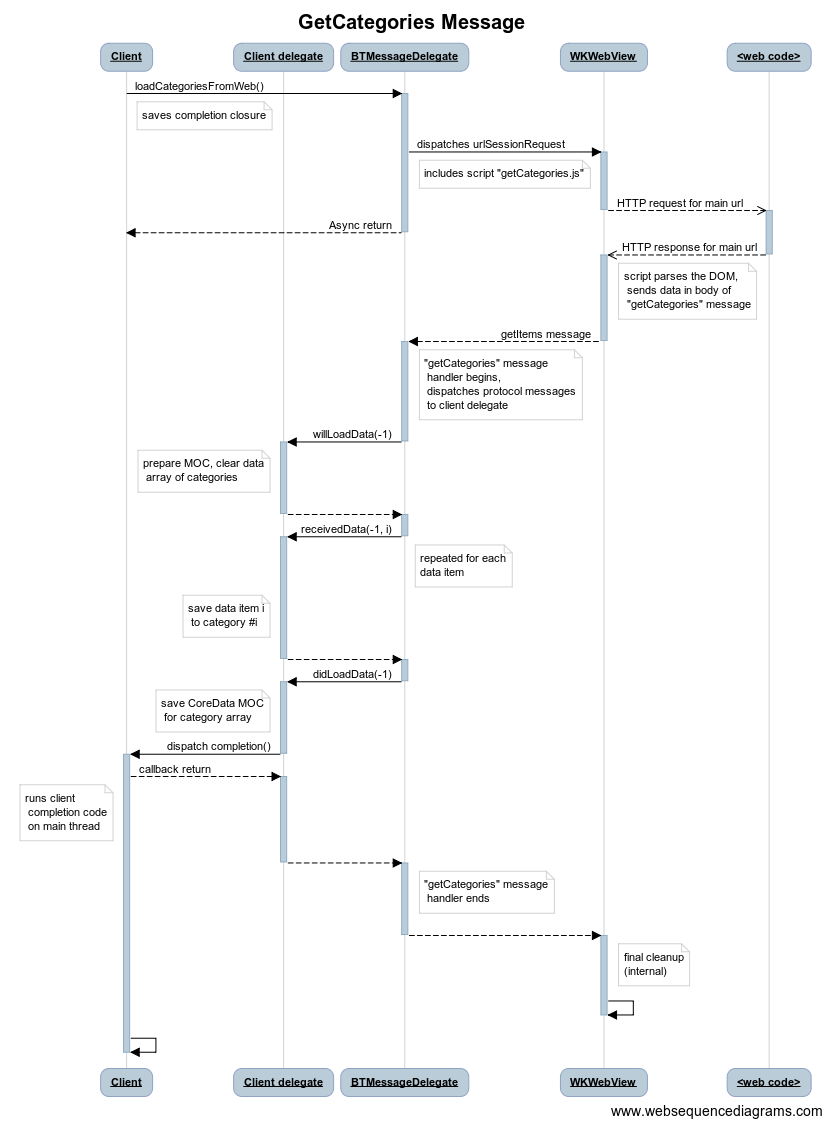 GetCategories Message
Client
Client delegate
BTMessageDelegate
WKWebView
<web code>
loadCategoriesFromWeb()
saves completion closure
dispatches urlSessionRequest
includes script "getCategories.js"
HTTP request for main url
Async return
HTTP response for main url
script parses the DOM,
sends data in body of
"getCategories" message
getItems message
"getCategories" message
handler begins,
dispatches protocol messages
to client delegate
willLoadData(-1)
prepare MOC, clear data
array of categories
receivedData(-1, i)
repeated for each
data item
save data item i
to category #i
didLoadData(-1)
save CoreData MOC
for category array
dispatch completion()
callback return
runs client
completion code
on main thread
"getCategories" message
handler ends
final cleanup
(internal)
Client
Client delegate
BTMessageDelegate
WKWebView
<web code>
www.websequencediagrams.com